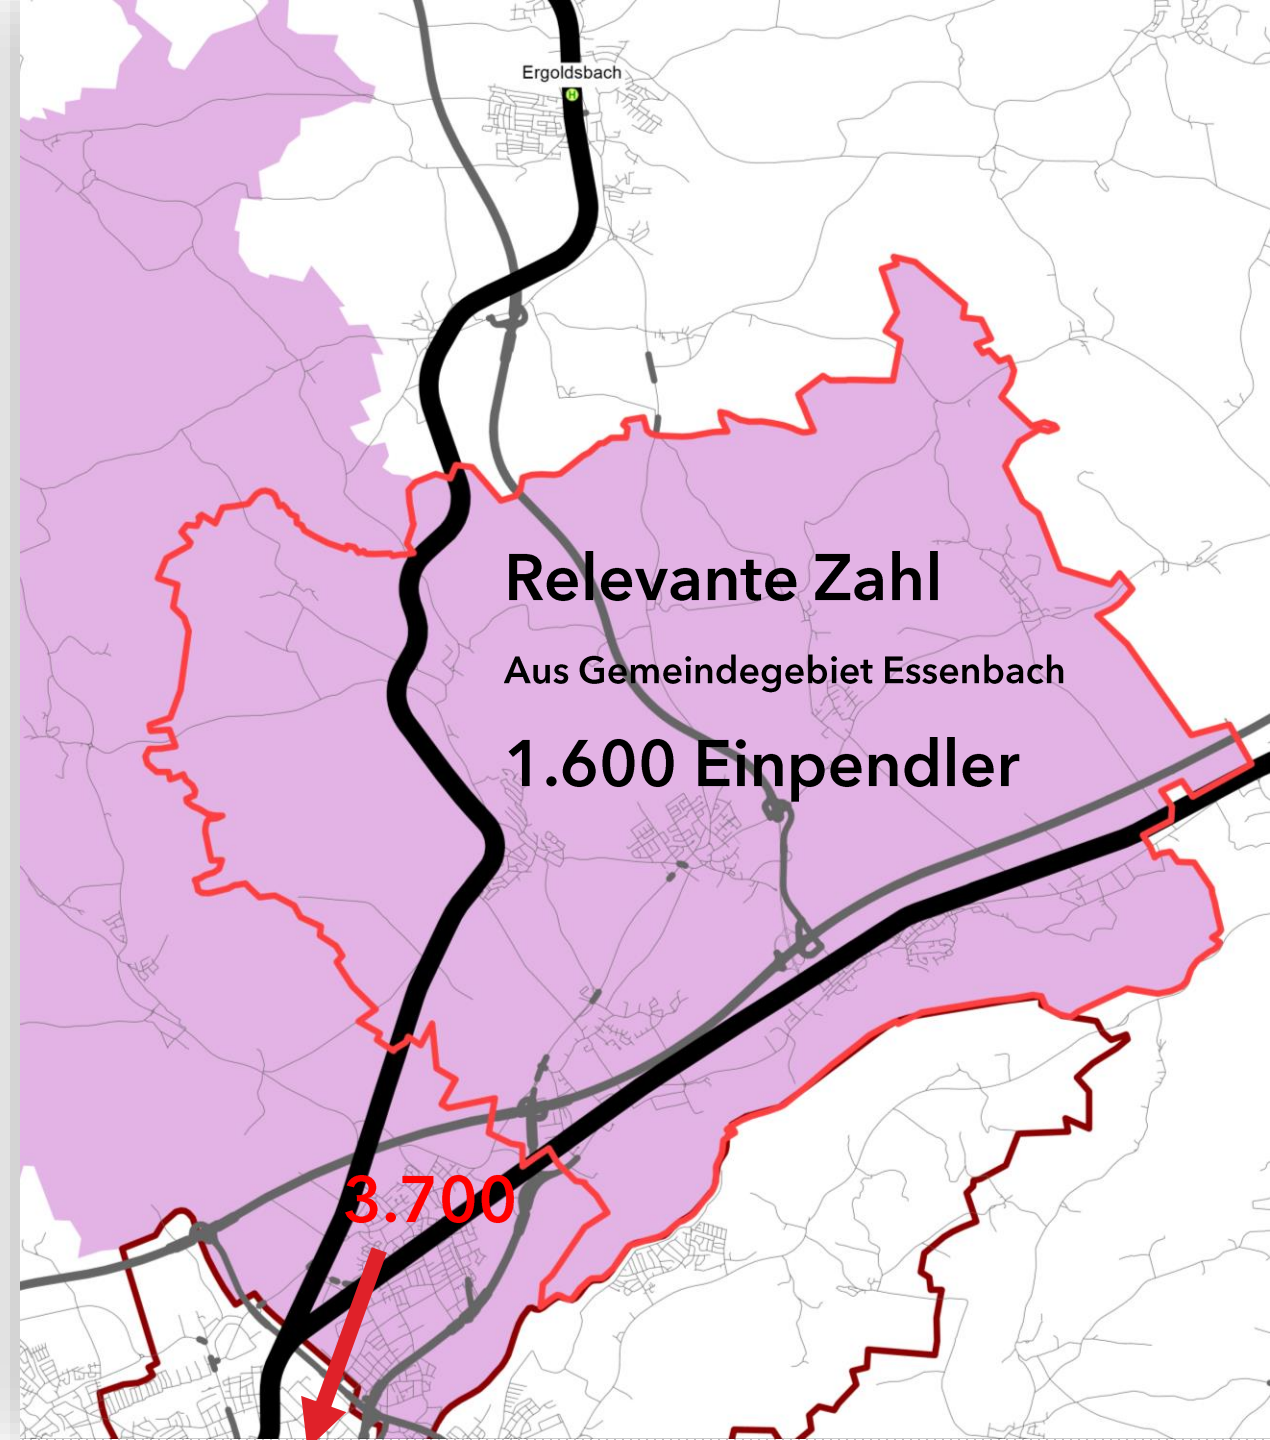 Ergoldsbach
H
Relevante Zahl
Aus Gemeindegebiet Essenbach
1.600 Einpendler
3.700